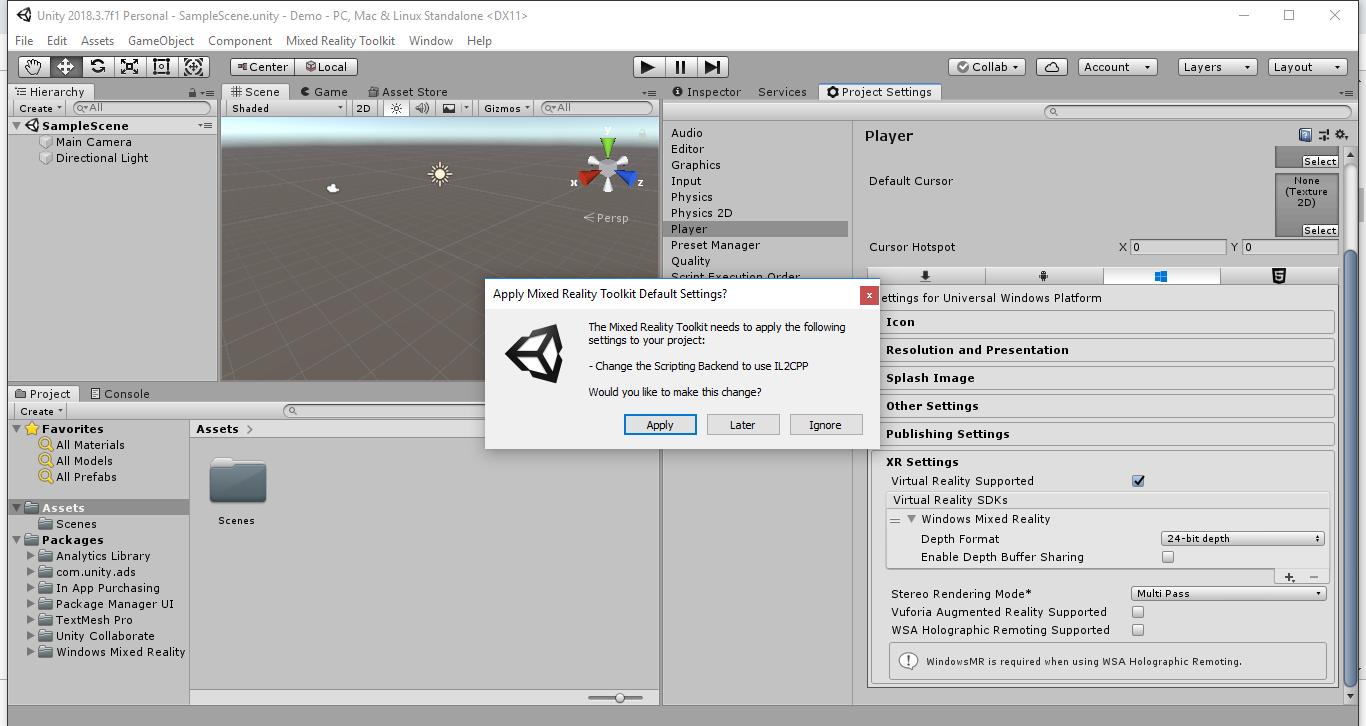 Unity 2018.3.7f1 Personal - SampleScene.unity - Demo - PC, Mac & Linux Standalone <DX11>
File Edit Assets GameObject Component Mixed Reality Toolkit Window Help
Center Local Collab Account Layers Layout
Hierarchy
Create All
SampleScene
Main Camera
Directional Light
Scene Game Asset Store
Shaded 2D Gizmos All
y
x z
Persp
Inspector Services Project Settings
Audio
Editor
Graphics
Input
Physics
Physics 2D
Player
Preset Manager
Quality
Script Execution Order
Player
Select
Default Cursor
None
(Texture
2D)
Select
Cursor Hotspot X 0 Y 0
ettings for Universal Windows Platform
Icon
Resolution and Presentation
Splash Image
Other Settings
Publishing Settings
XR Settings
Virtual Reality Supported
Virtual Reality SDKs
Windows Mixed Reality
Depth Format 24-bit depth
Enable Depth Buffer Sharing
Stereo Rendering Mode* Multi Pass
Vuforia Augmented Reality Supported
WSA Holographic Remoting Supported
WindowsMR is required when using WSA Holographic Remoting.
Apply Mixed Reality Toolkit Default Settings?
The Mixed Reality Toolkit needs to apply the following
settings to your project:
- Change the Scripting Backend to use IL2CPP
Would you like to make this change?
Apply Later Ignore
Project Console
Create
Favorites
All Materials
All Models
All Prefabs
Assets
Scenes
Packages
Analytics Library
com.unity.ads
In App Purchasing
Package Manager UI
TextMesh Pro
Unity Collaborate
Windows Mixed Reality
Assets
Scenes